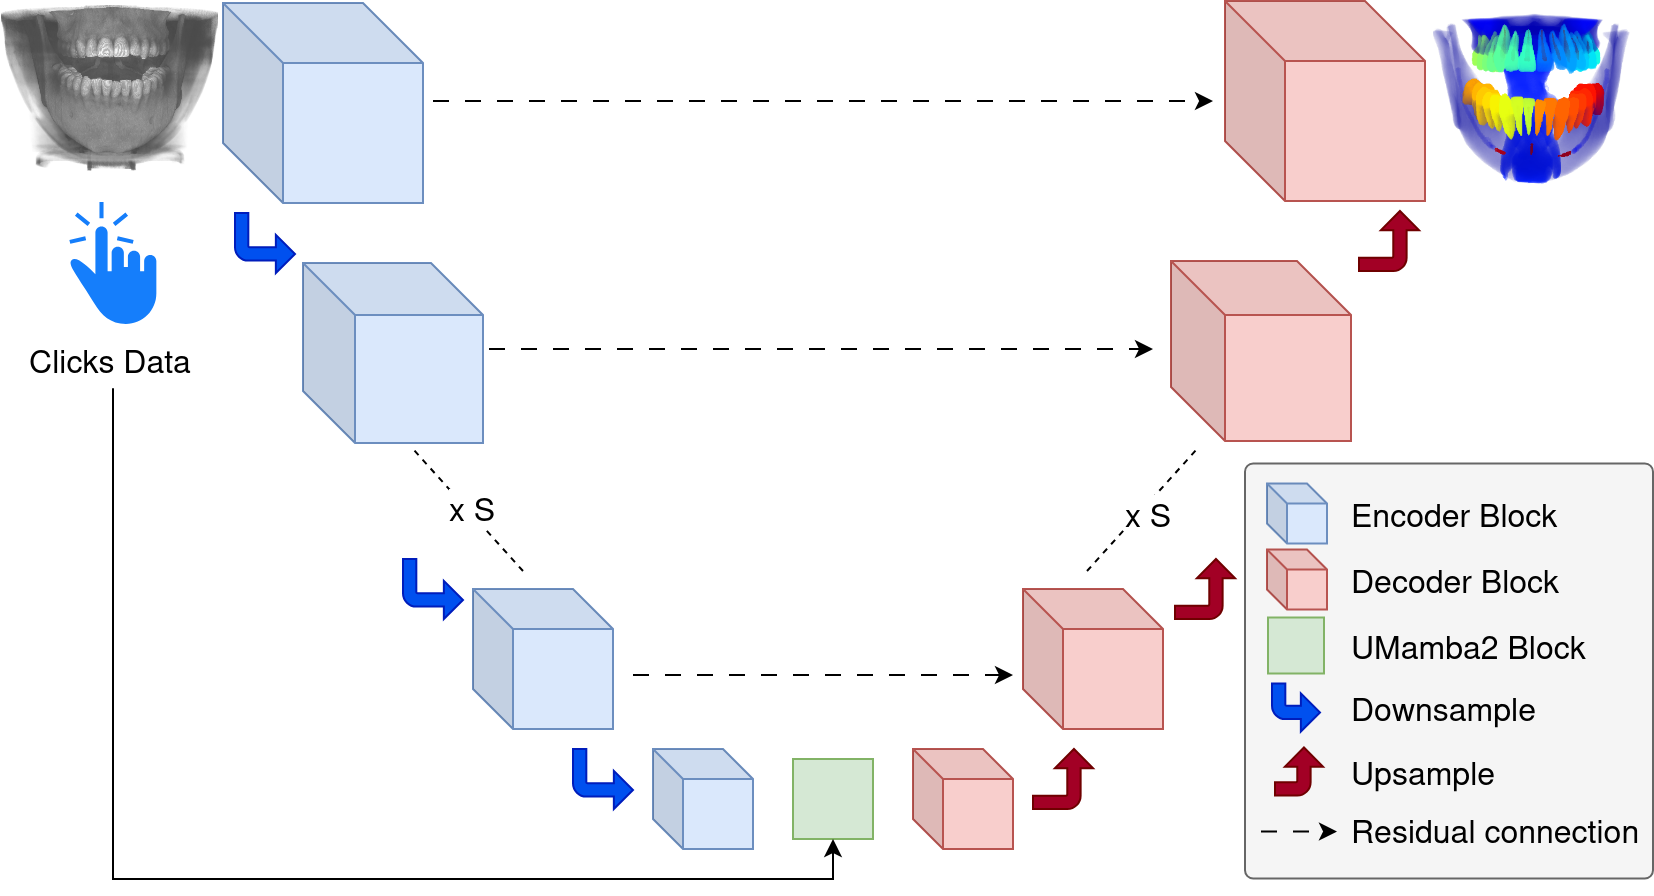 Clicks Data
x S
x S
Encoder Block
Decoder Block
UMamba2 Block
Downsample
Upsample
Residual connection